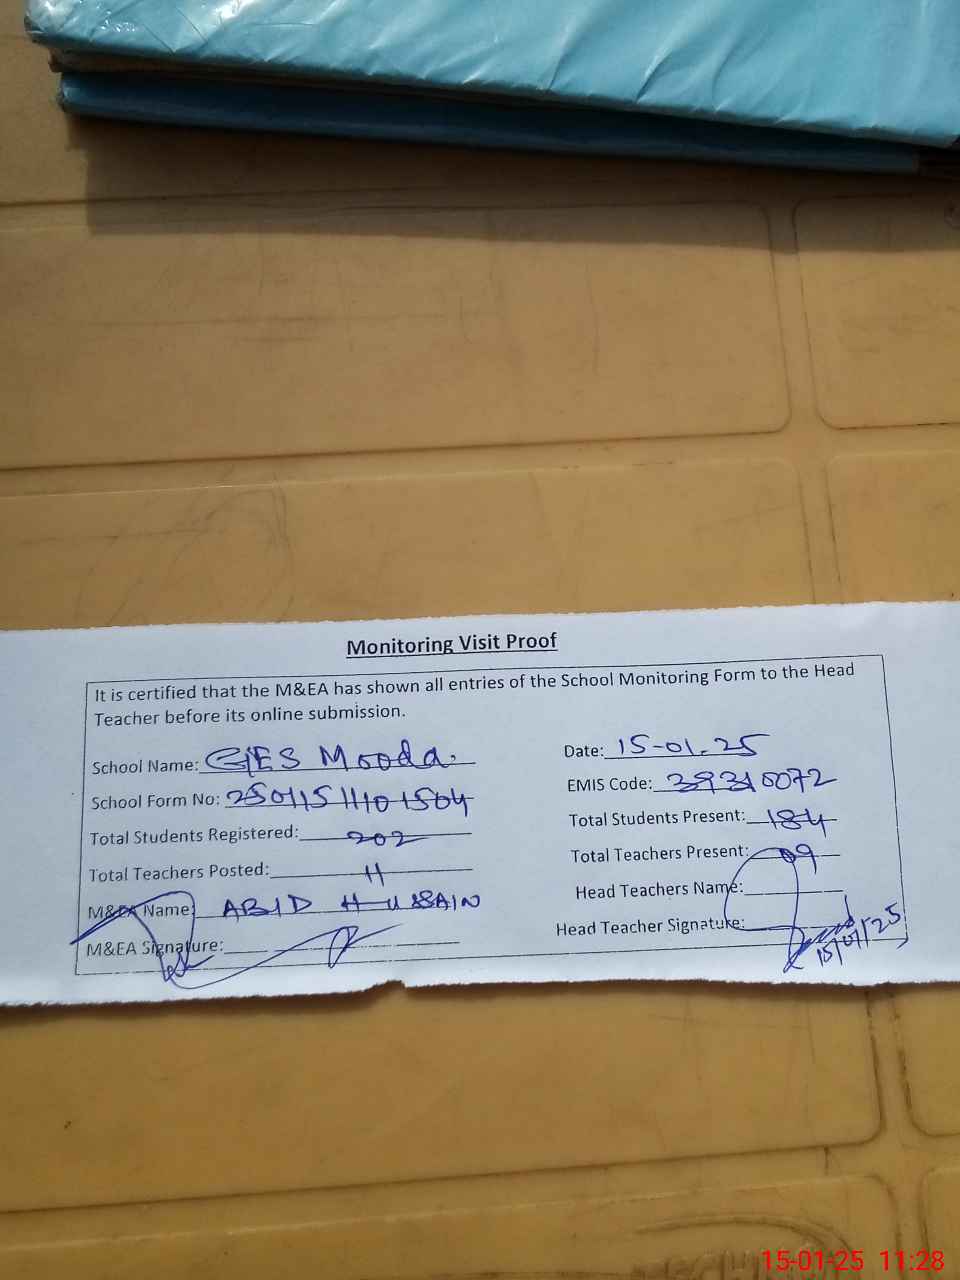 Monitoring Visit Proof
It is certified that the M&EA has shown all entries of the School Monitoring Form to the Head
Teacher before its online submission.
School Name: GES Mooda. Date: 15-01-25
School Form No: 25011511101504 EMIS Code: 39310072
Total Students Registered: 202 Total Students Present: 184
Total Teachers Posted: 11 Total Teachers Present: 09
M&EA Name: ABID HUSSAIN Head Teachers Name:
M&EA Signature: Head Teacher Signature:
15/01/25
15-01-25 11:28